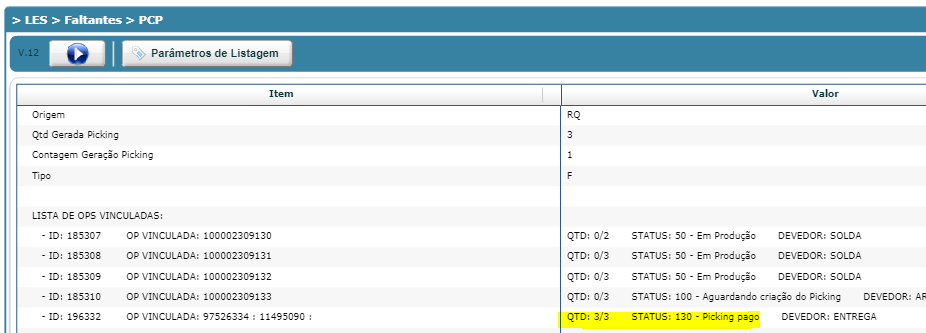 > LES > Faltantes > PCP
V.12 Parâmetros de Listagem
Item Valor
Origem RQ
Qtd Gerada Picking 3
Contagem Geração Picking 1
Tipo F
LISTA DE OPS VINCULADAS:
- ID: 185307 OP VINCULADA: 100002309130 QTD: 0/2 STATUS: 50 - Em Produção DEVEDOR: SOLDA
- ID: 185308 OP VINCULADA: 100002309131 QTD: 0/3 STATUS: 50 - Em Produção DEVEDOR: SOLDA
- ID: 185309 OP VINCULADA: 100002309132 QTD: 0/3 STATUS: 50 - Em Produção DEVEDOR: SOLDA
- ID: 185310 OP VINCULADA: 100002309133 QTD: 0/3 STATUS: 100 - Aguardando criação do Picking DEVEDOR: AR
- ID: 196332 OP VINCULADA: 97526334 : 11495090 : QTD: 3/3 STATUS: 130 - Picking pago DEVEDOR: ENTREGA